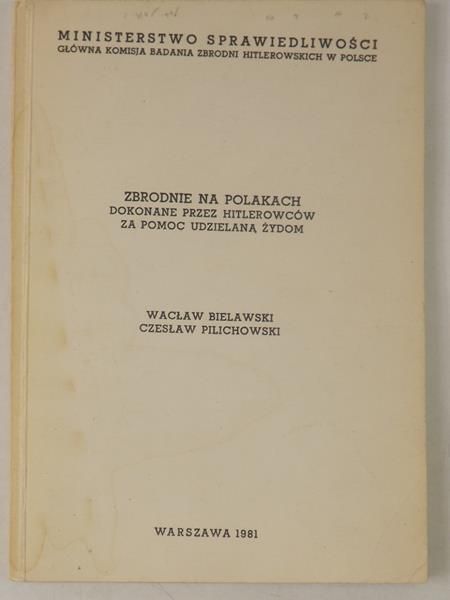 MINISTERSTWO SPRAWIEDLIWOŚCI
GŁÓWNA KOMISJA BADANIA ZBRODNI HITLEROWSKICH W POLSCE
ZBRODNIE NA POLAKACH
DOKONANE PRZEZ HITLEROWCÓW
ZA POMOC UDZIELANĄ ŻYDOM
WACŁAW BIELAWSKI
CZESŁAW PILICHOWSKI
WARSZAWA 1981